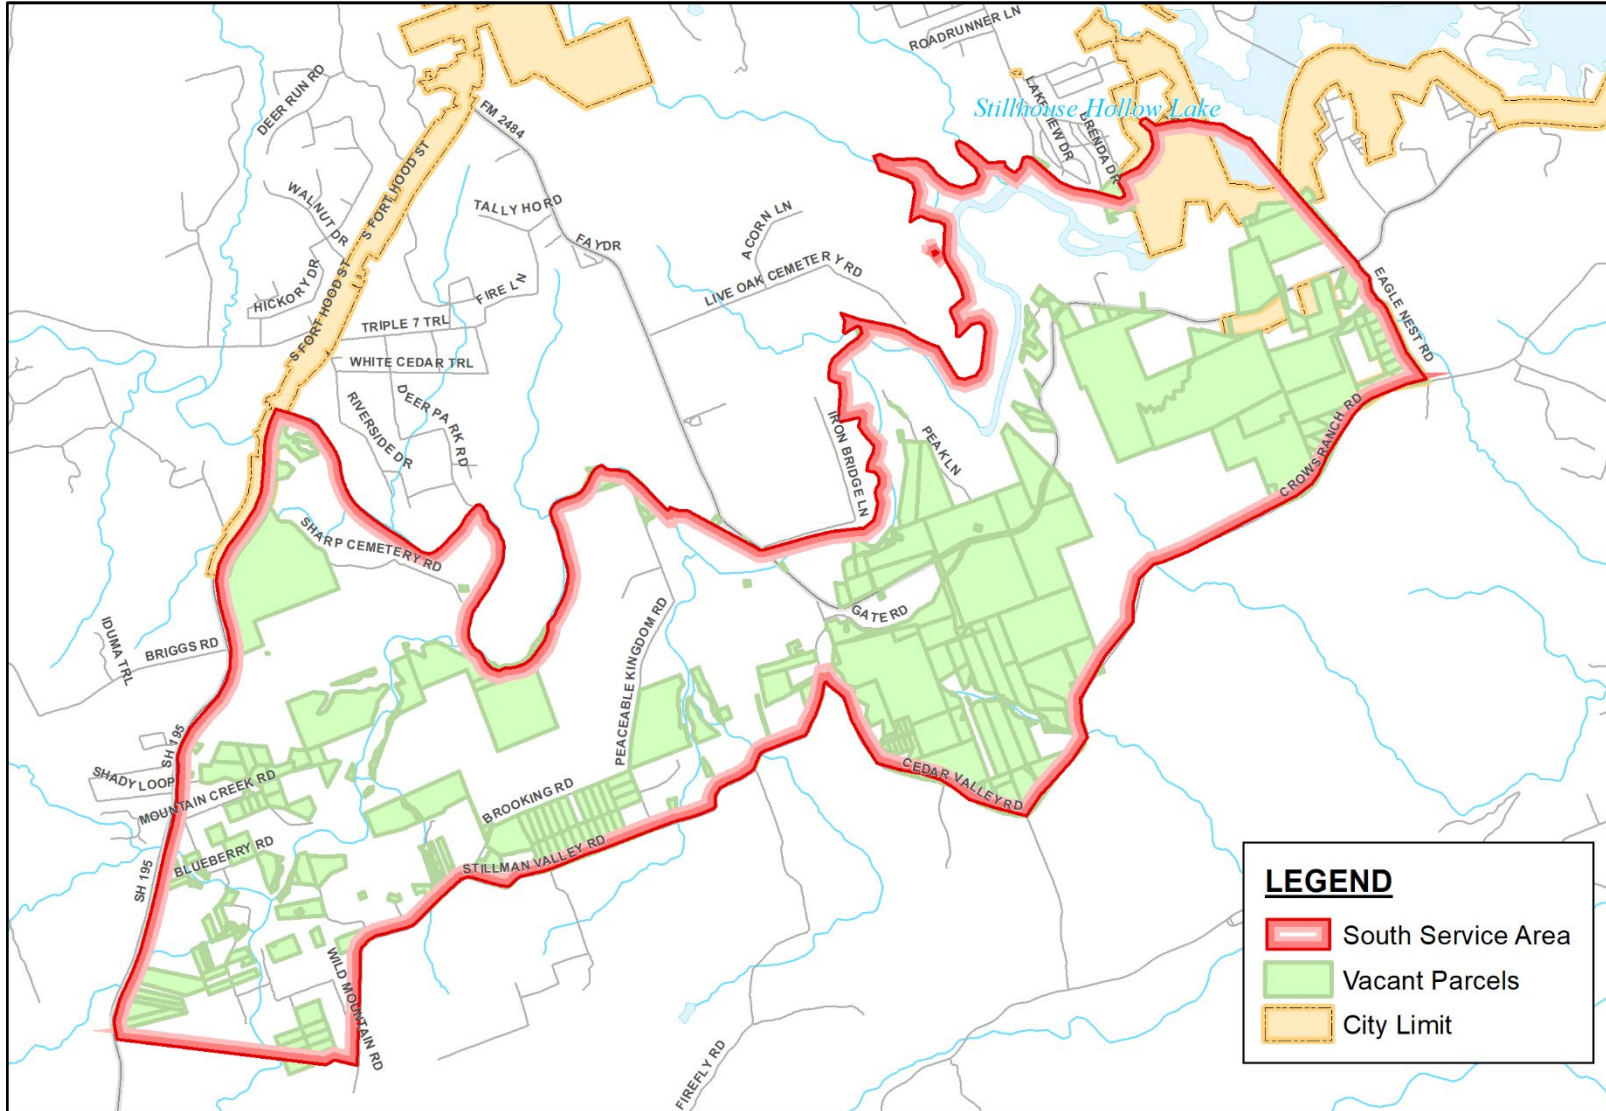 ROADRUNNER LN
DEER RUN RD
FM 2484
LAKEVIEW DR
Stillhouse Hollow Lake
BRENDA DR
S FORT HOOD ST
WALNUT DR
TALLY HO RD
ACORN LN
FAY DR
HICKORY DR
S FORT HOOD ST
FIRE LN
LIVE OAK CEMETERY RD
EAGLE NEST RD
TRIPLE 7 TRL
WHITE CEDAR TRL
RIVERSIDE DR
DEER PARK RD
IRON BRIDGE LN
PEAK LN
CROWS RANCH RD
SHARP CEMETERY RD
GATE RD
IDUMA TRL
BRIGGS RD
PEACEABLE KINGDOM RD
SH 195
SHADY LOOP
MOUNTAIN CREEK RD
BROOKING RD
CEDAR VALLEY RD
BLUEBERRY RD
SH 195
STILLMAN VALLEY RD
WILD MOUNTAIN RD
FIREFLY RD
LEGEND
South Service Area
Vacant Parcels
City Limit